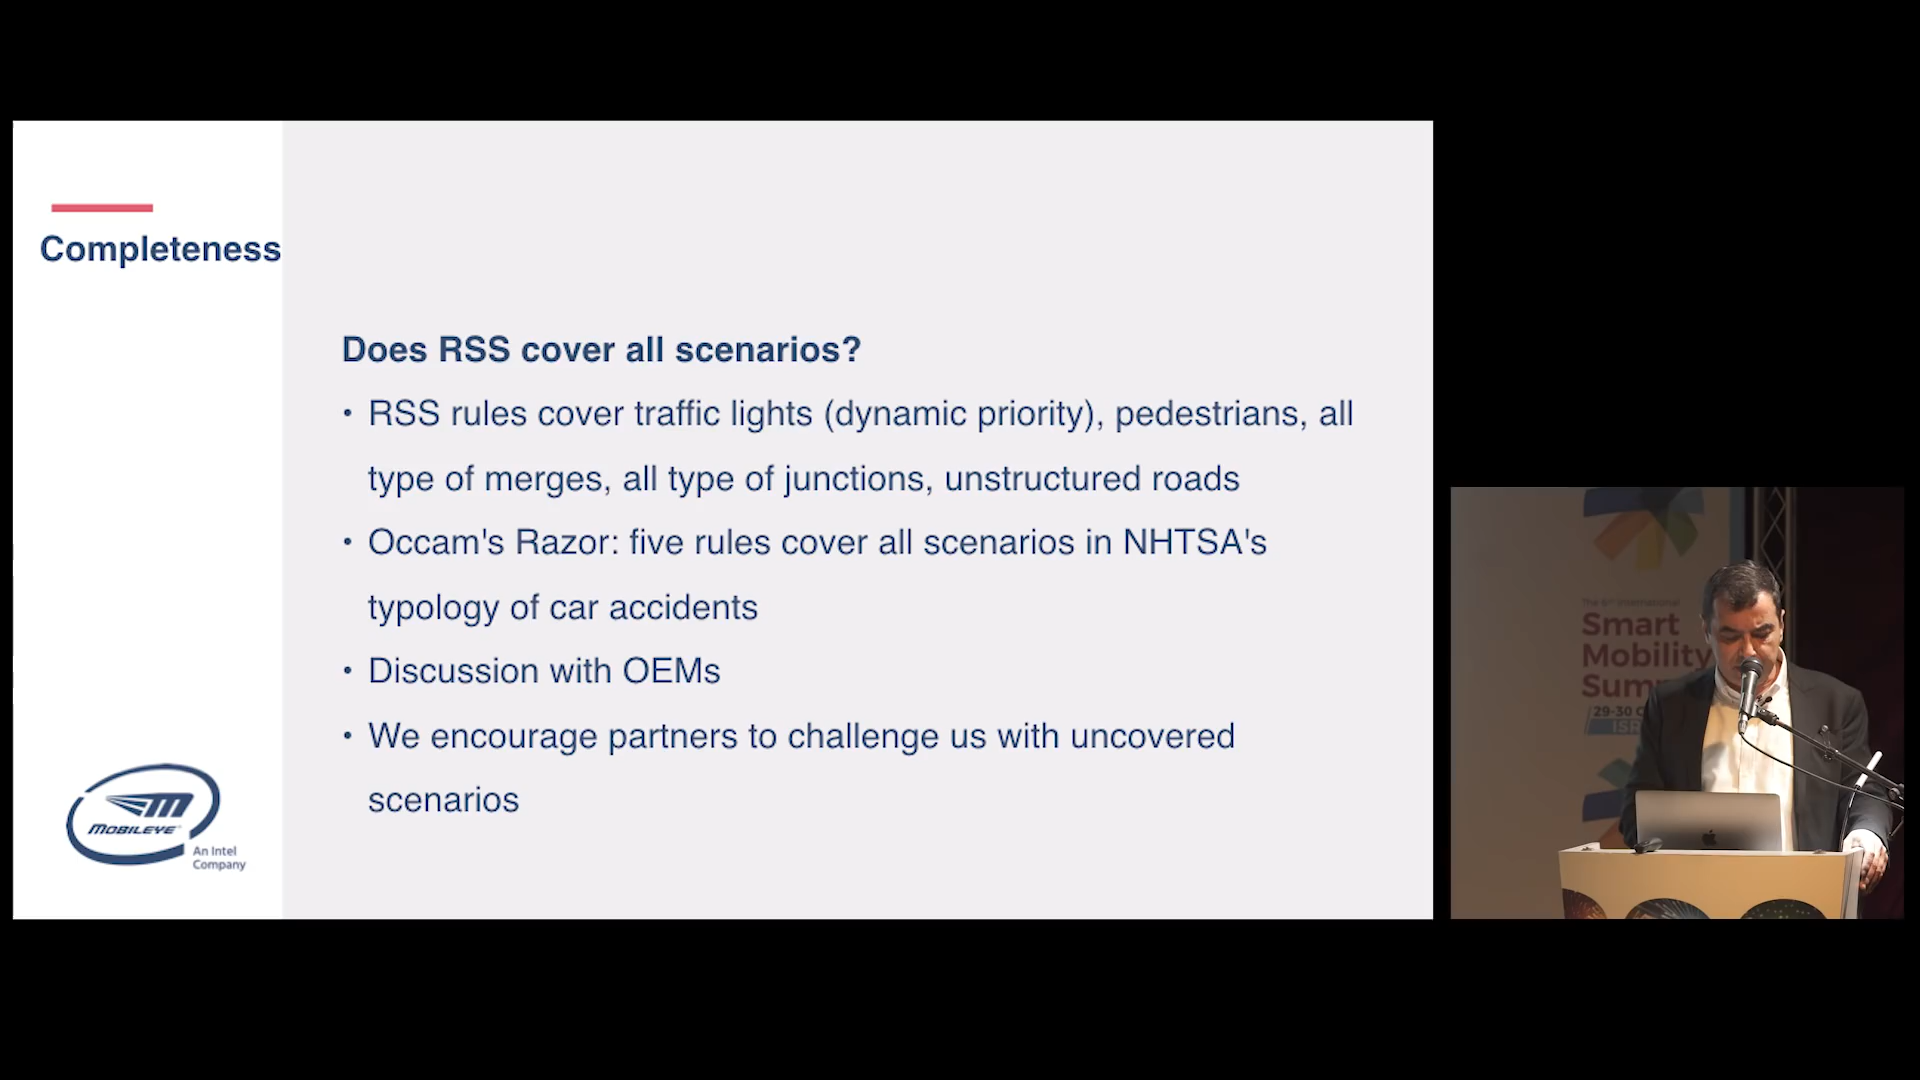 Completeness
Does RSS cover all scenarios?
• RSS rules cover traffic lights (dynamic priority), pedestrians, all
type of merges, all type of junctions, unstructured roads
• Occam's Razor: five rules cover all scenarios in NHTSA's
typology of car accidents
• Discussion with OEMs
• We encourage partners to challenge us with uncovered
scenarios
MOBILEYE
An Intel
Company
The 6th International
Smart
Mobility
29-30